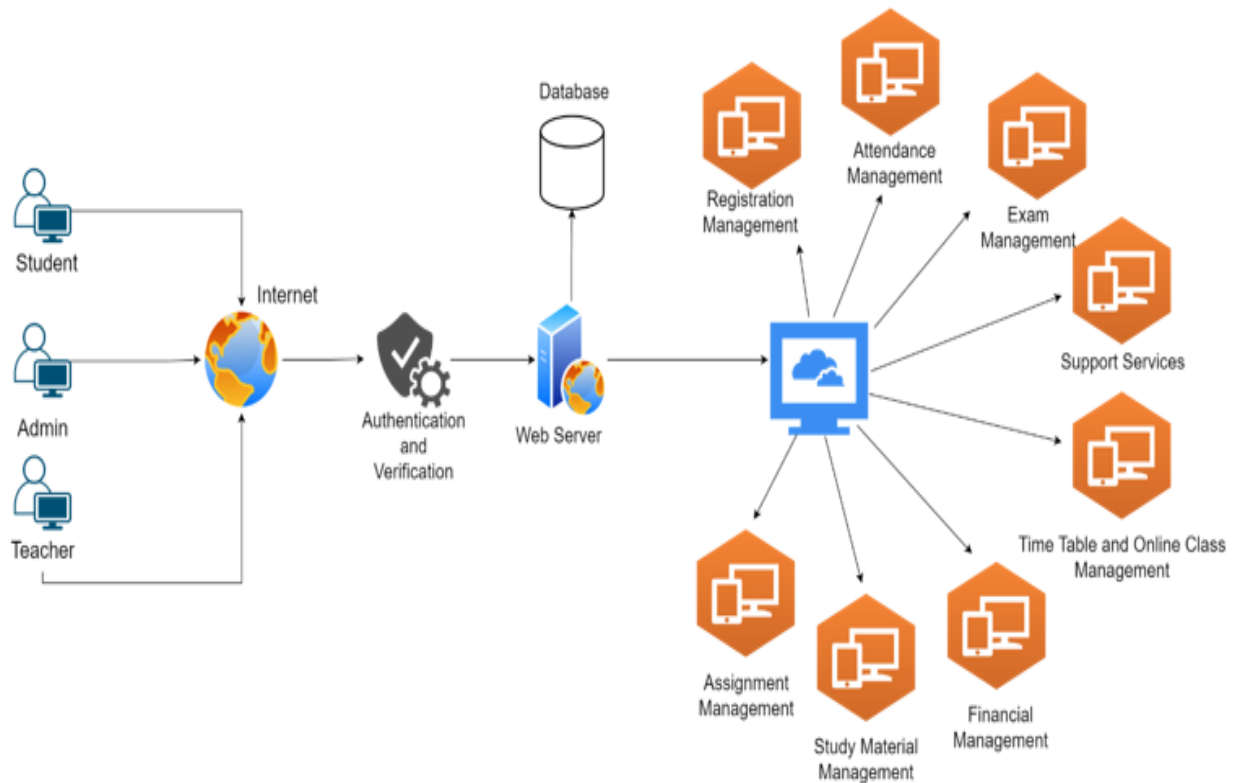 Database
Attendance
Management
Registration
Management
Exam
Management
Student
Internet
Support Services
Admin
Authentication
and
Verification
Web Server
Teacher
Time Table and Online Class
Management
Assignment
Management
Study Material
Management
Financial
Management